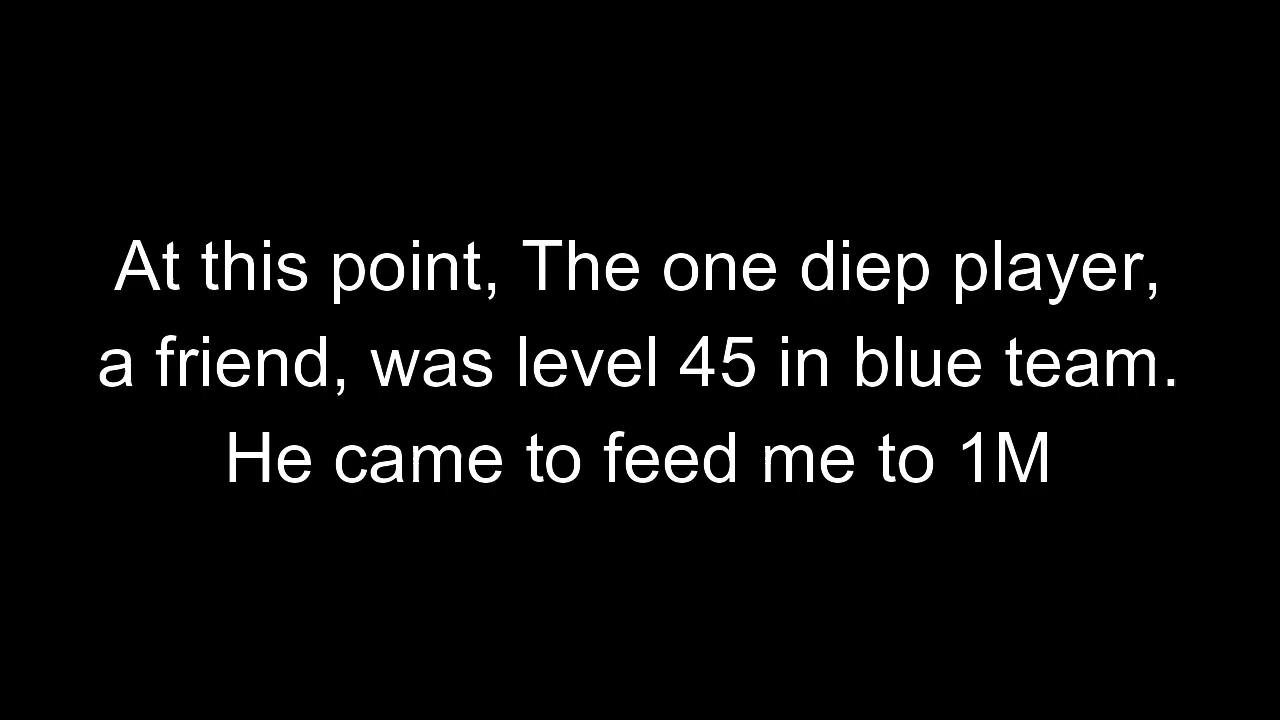 At this point, The one diep player,
a friend, was level 45 in blue team.
He came to feed me to 1M